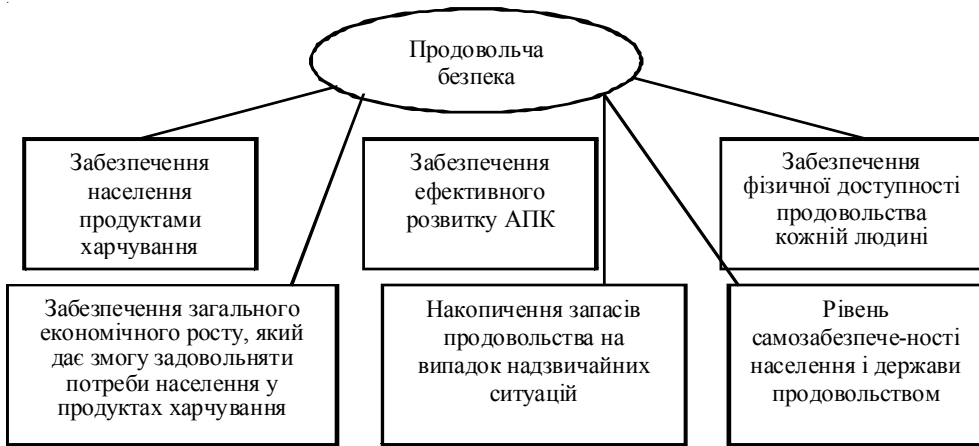 Продовольча
безпека
Забезпечення
населення
продуктами
харчування
Забезпечення
ефективного
розвитку АПК
Забезпечення
фізичної доступності
продовольства
кожній людині
Забезпечення загального
економічного росту, який
дає змогу задовольняти
потреби населення у
продуктах харчування
Накопичення запасів
продовольства на
випадок надзвичайних
ситуацій
Рівень
самозабезпече-ності
населення і держави
продовольством